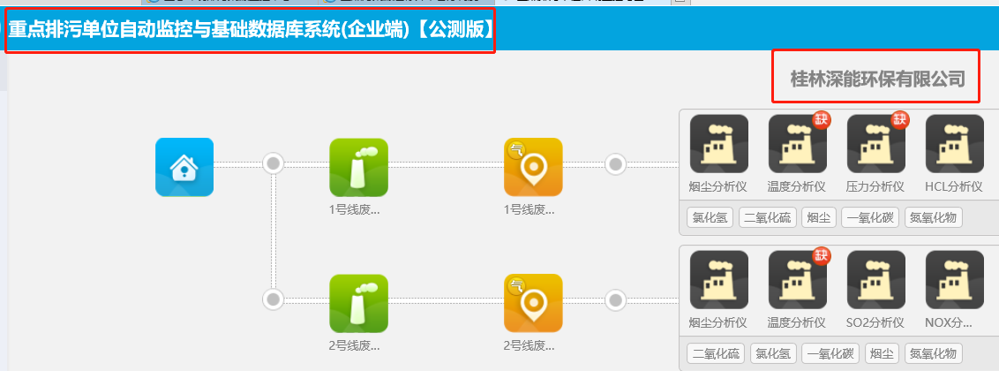 重点排污单位自动监控与基础数据库系统(企业端)【公测版】
桂林深能环保有限公司
缺 缺
气
烟尘分析仪 温度分析仪 压力分析仪 HCL分析仪
1号线废... 1号线废...
氯化氢 二氧化硫 烟尘 一氧化碳 氮氧化物
缺
气
烟尘分析仪 温度分析仪 SO2分析仪 NOX分...
2号线废... 2号线废...
二氧化硫 氯化氢 一氧化碳 烟尘 氮氧化物